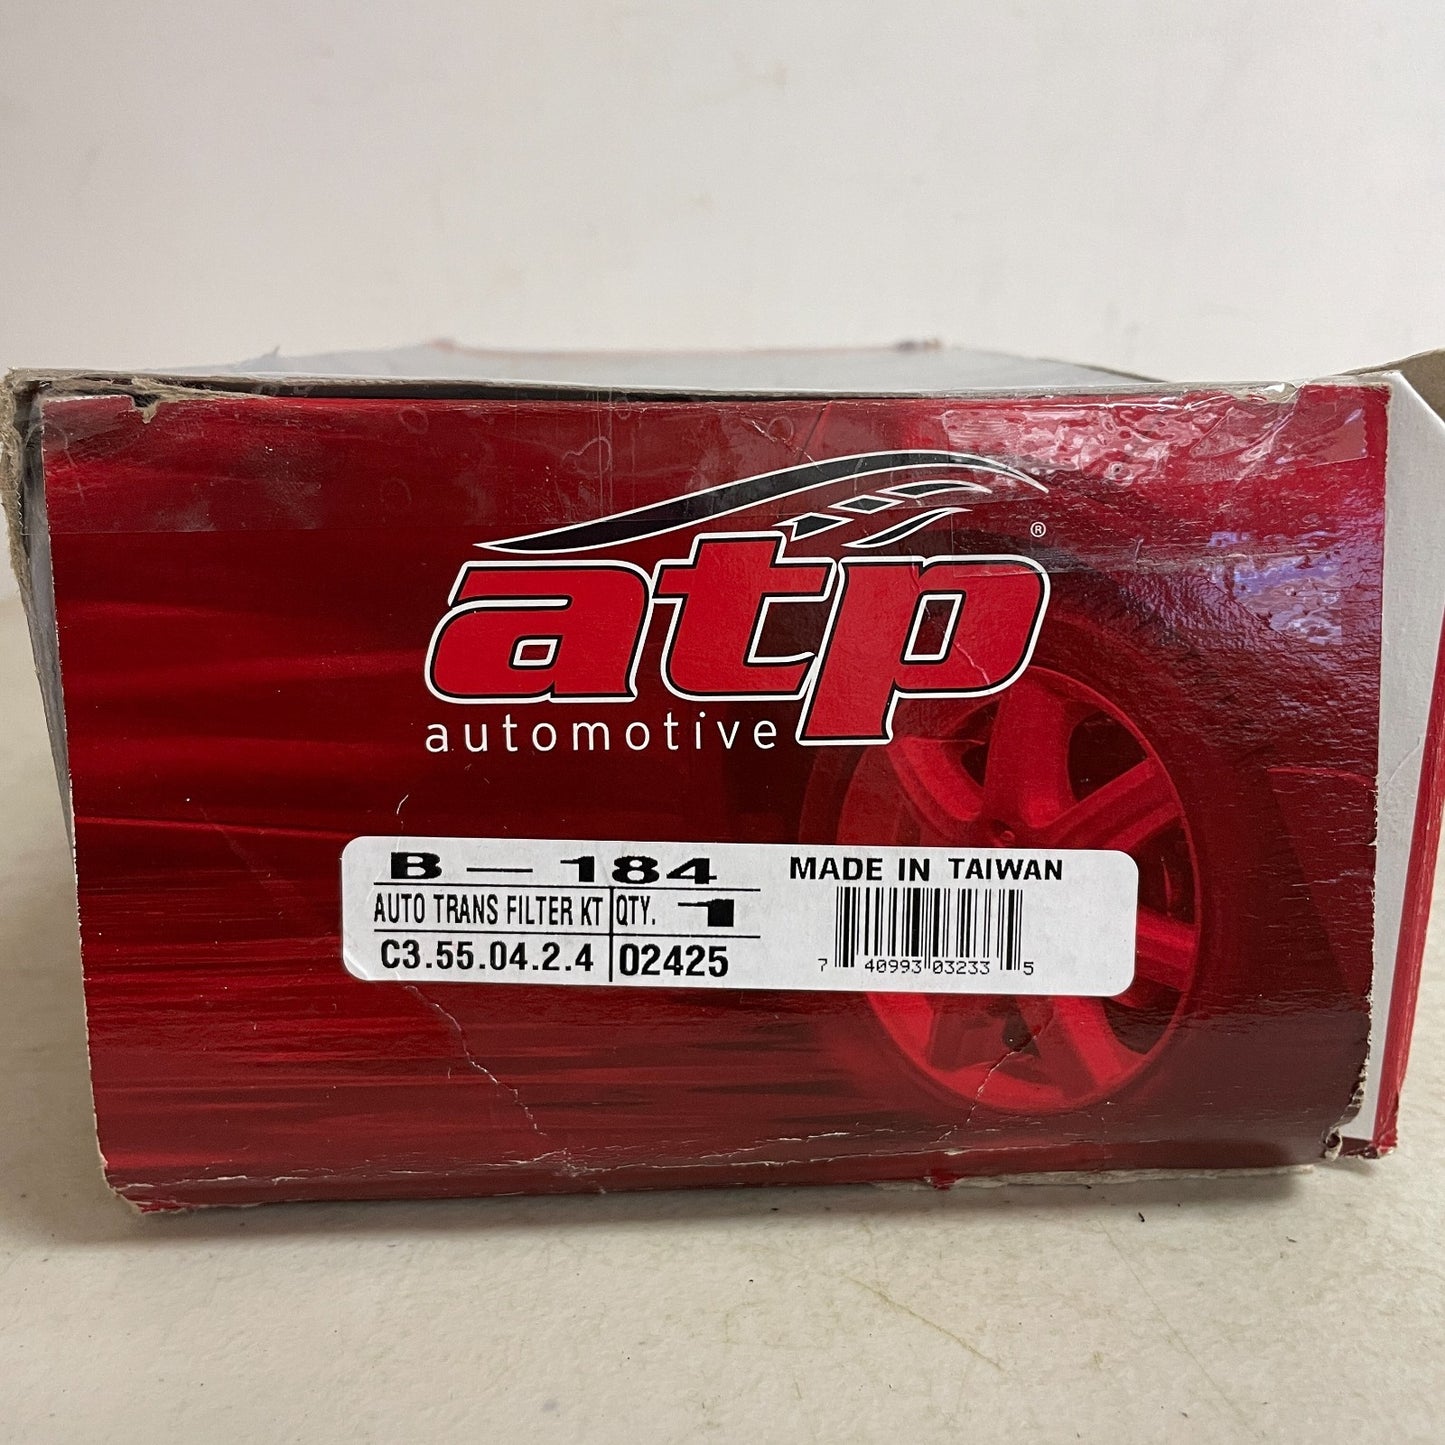 atp®
automotive
B — 184
AUTO TRANS FILTER KT QTY. 1
C3.55.04.2.4 02425
MADE IN TAIWAN
7 40993 03233 5